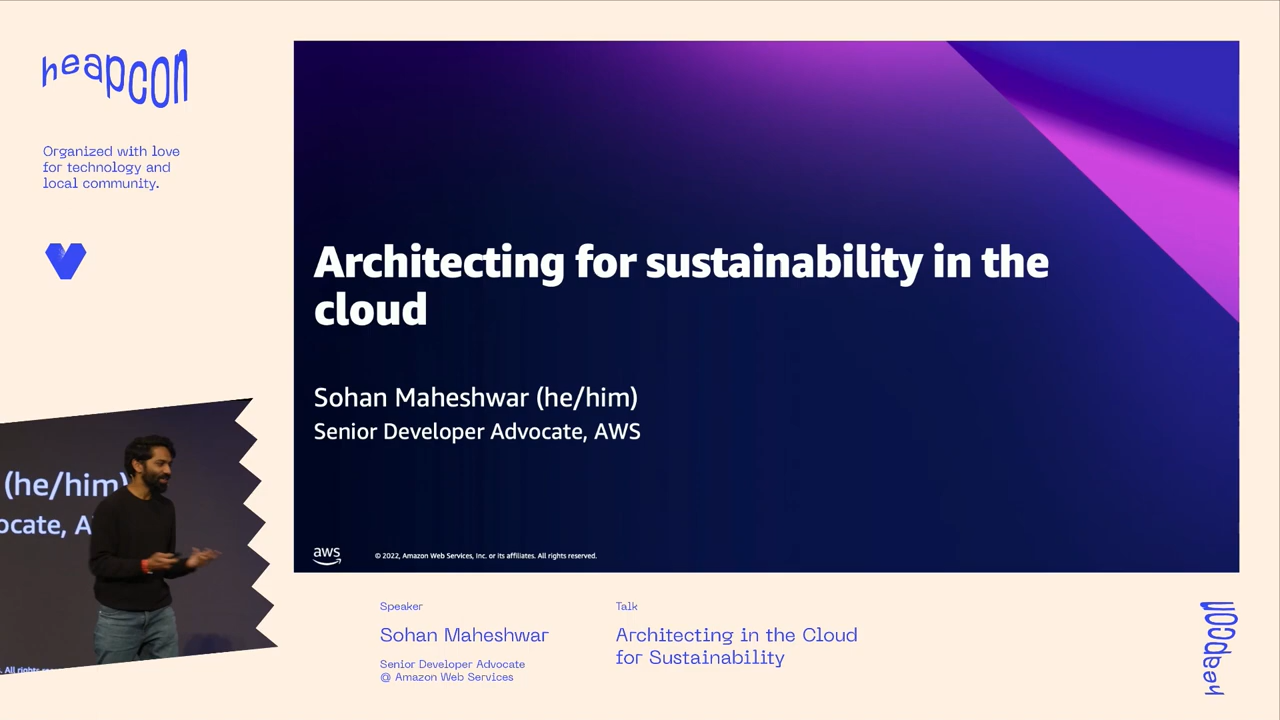 heapcon
Organized with love
for technology and
local community.
Architecting for sustainability in the
cloud
Sohan Maheshwar (he/him)
Senior Developer Advocate, AWS
aws
© 2022, Amazon Web Services, Inc. or its affiliates. All rights reserved.
(he/him)
ocate, A
. All rights
Speaker
Sohan Maheshwar
Senior Developer Advocate
@ Amazon Web Services
Talk
Architecting in the Cloud
for Sustainability
heapcon